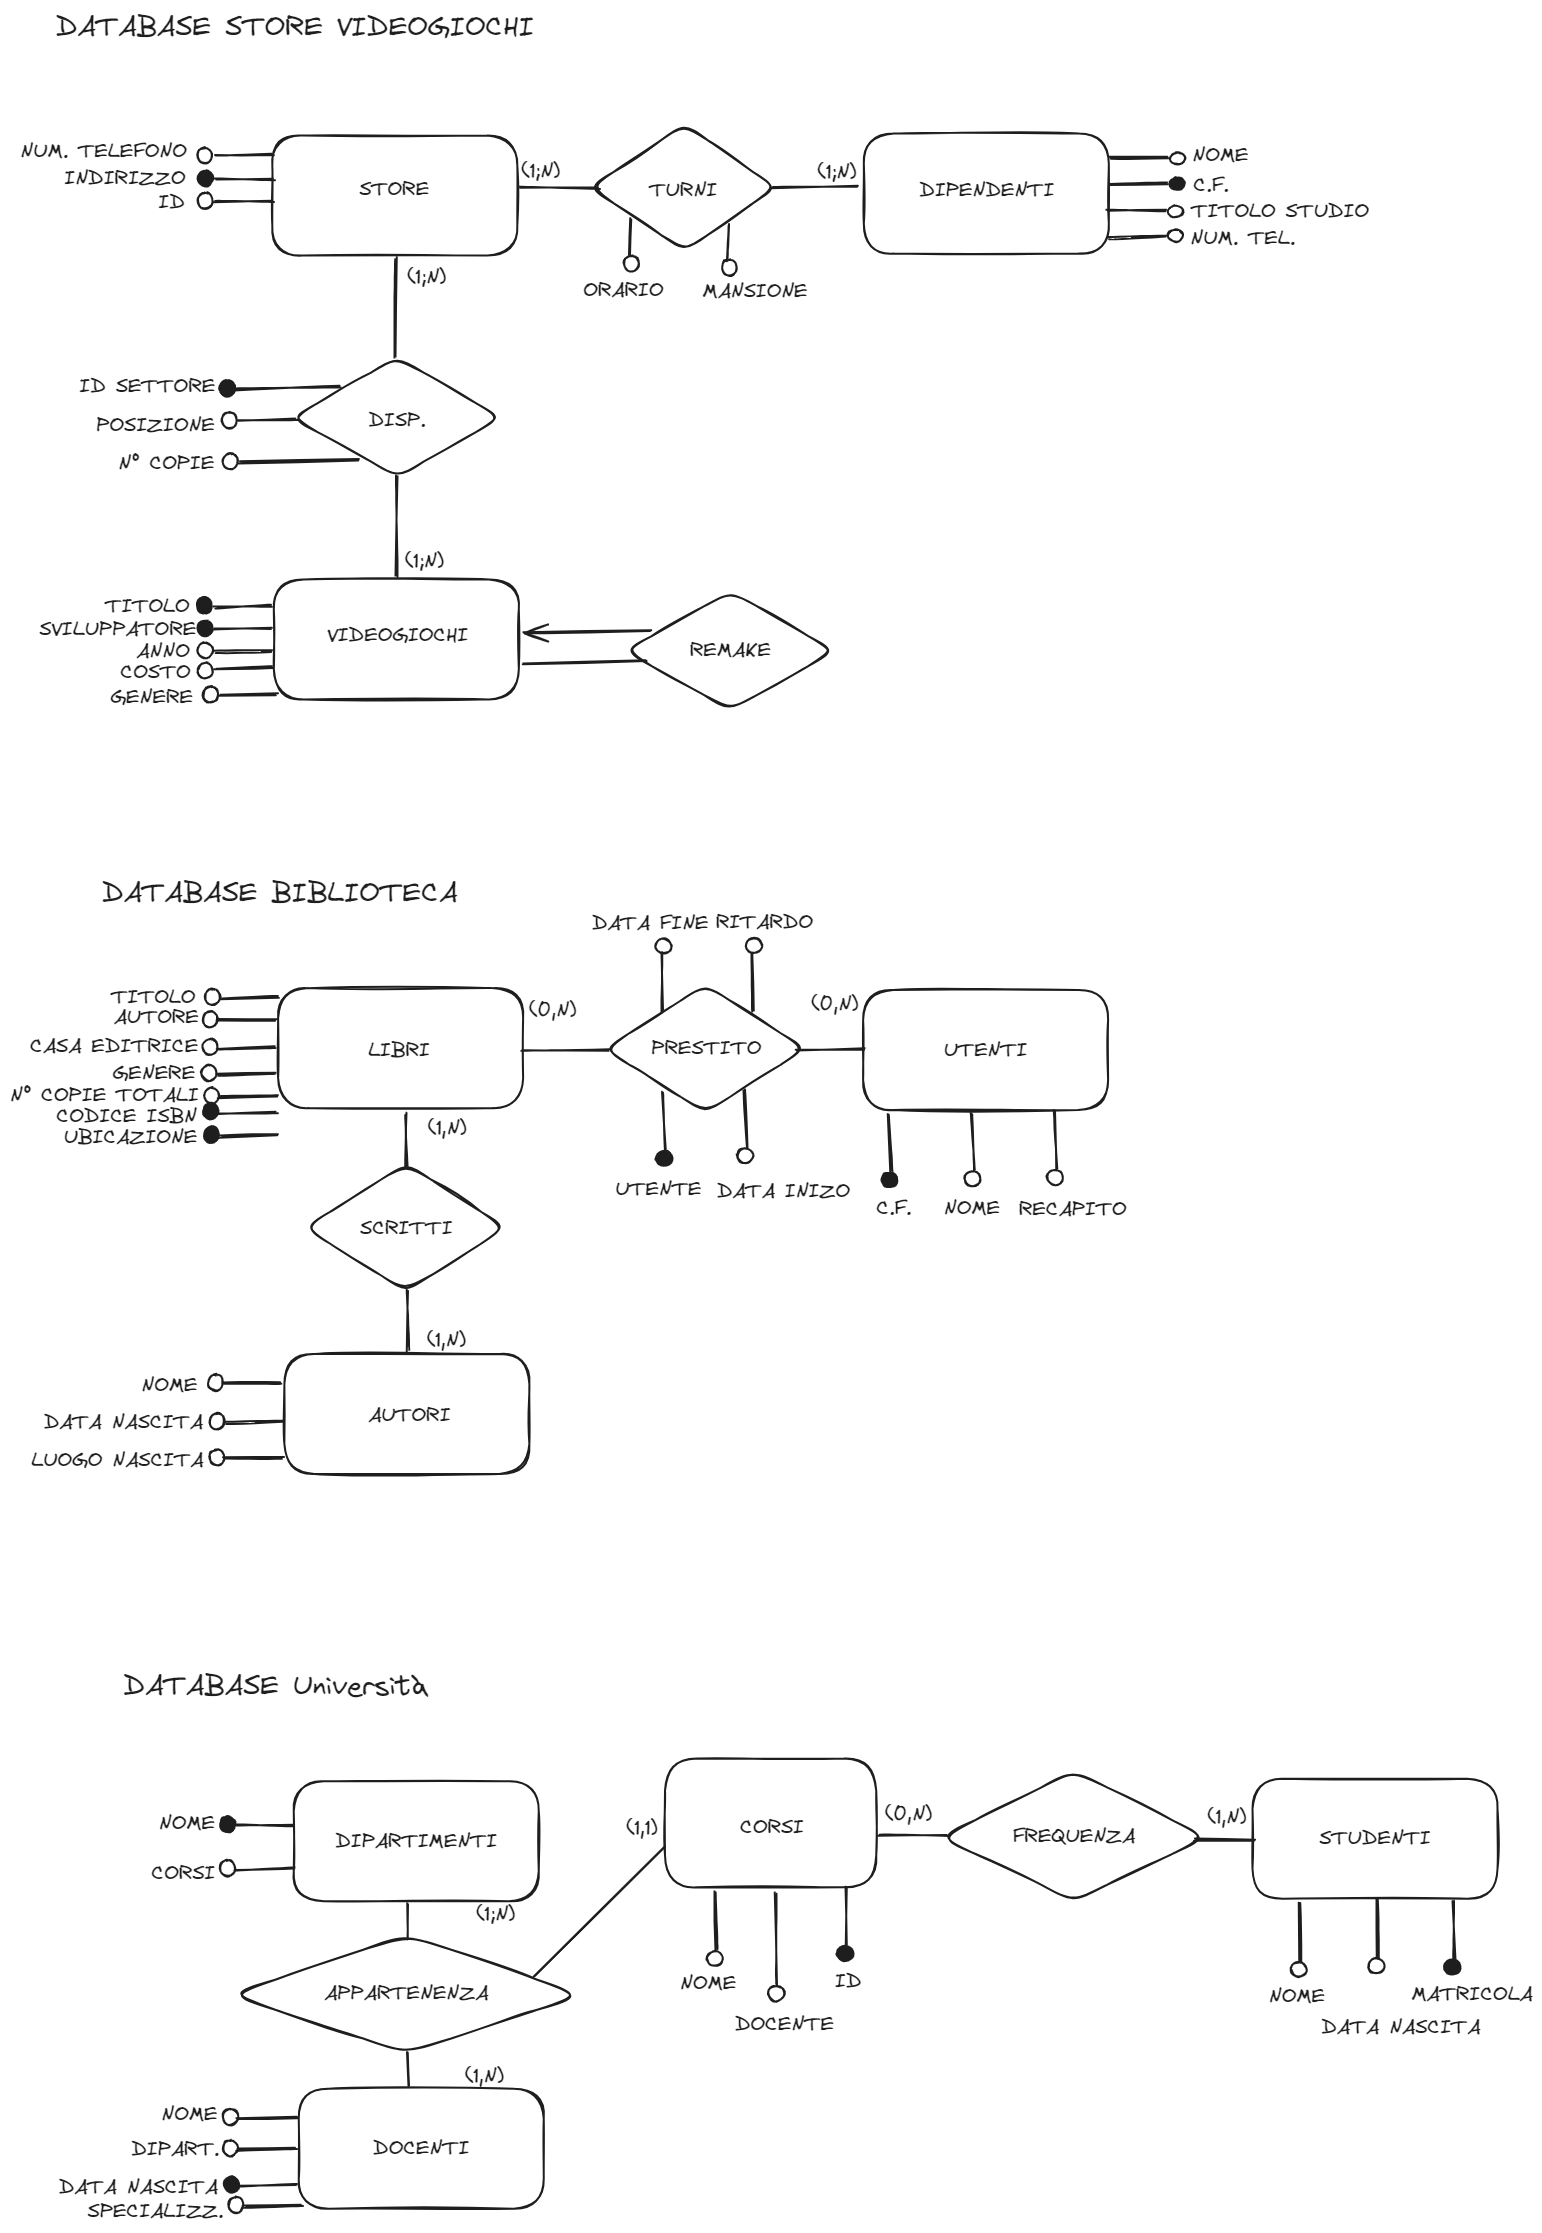 DATABASE STORE VIDEOGIOCHI
NUM. TELEFONO
INDIRIZZO
ID
STORE
(1;N)
TURNI
(1;N)
DIPENDENTI
NOME
C.F.
TITOLO STUDIO
NUM. TEL.
ORARIO
MANSIONE
(1;N)
ID SETTORE
POSIZIONE
N° COPIE
DISP.
(1;N)
TITOLO
SVILUPPATORE
ANNO
COSTO
GENERE
VIDEOGIOCHI
REMAKE
DATABASE BIBLIOTECA
DATA FINE
RITARDO
TITOLO
AUTORE
CASA EDITRICE
GENERE
N° COPIE TOTALI
CODICE ISBN
UBICAZIONE
LIBRI
(0,N)
PRESTITO
(0,N)
UTENTI
UTENTE
DATA INIZO
C.F.
NOME
RECAPITO
(1,N)
SCRITTI
(1,N)
NOME
DATA NASCITA
LUOGO NASCITA
AUTORI
DATABASE Università
NOME
CORSI
DIPARTIMENTI
(1,1)
CORSI
(0,N)
FREQUENZA
(1,N)
STUDENTI
(1;N)
NOME
DOCENTE
ID
NOME
DATA NASCITA
MATRICOLA
APPARTENENZA
(1,N)
NOME
DIPART.
DATA NASCITA
SPECIALIZZ.
DOCENTI